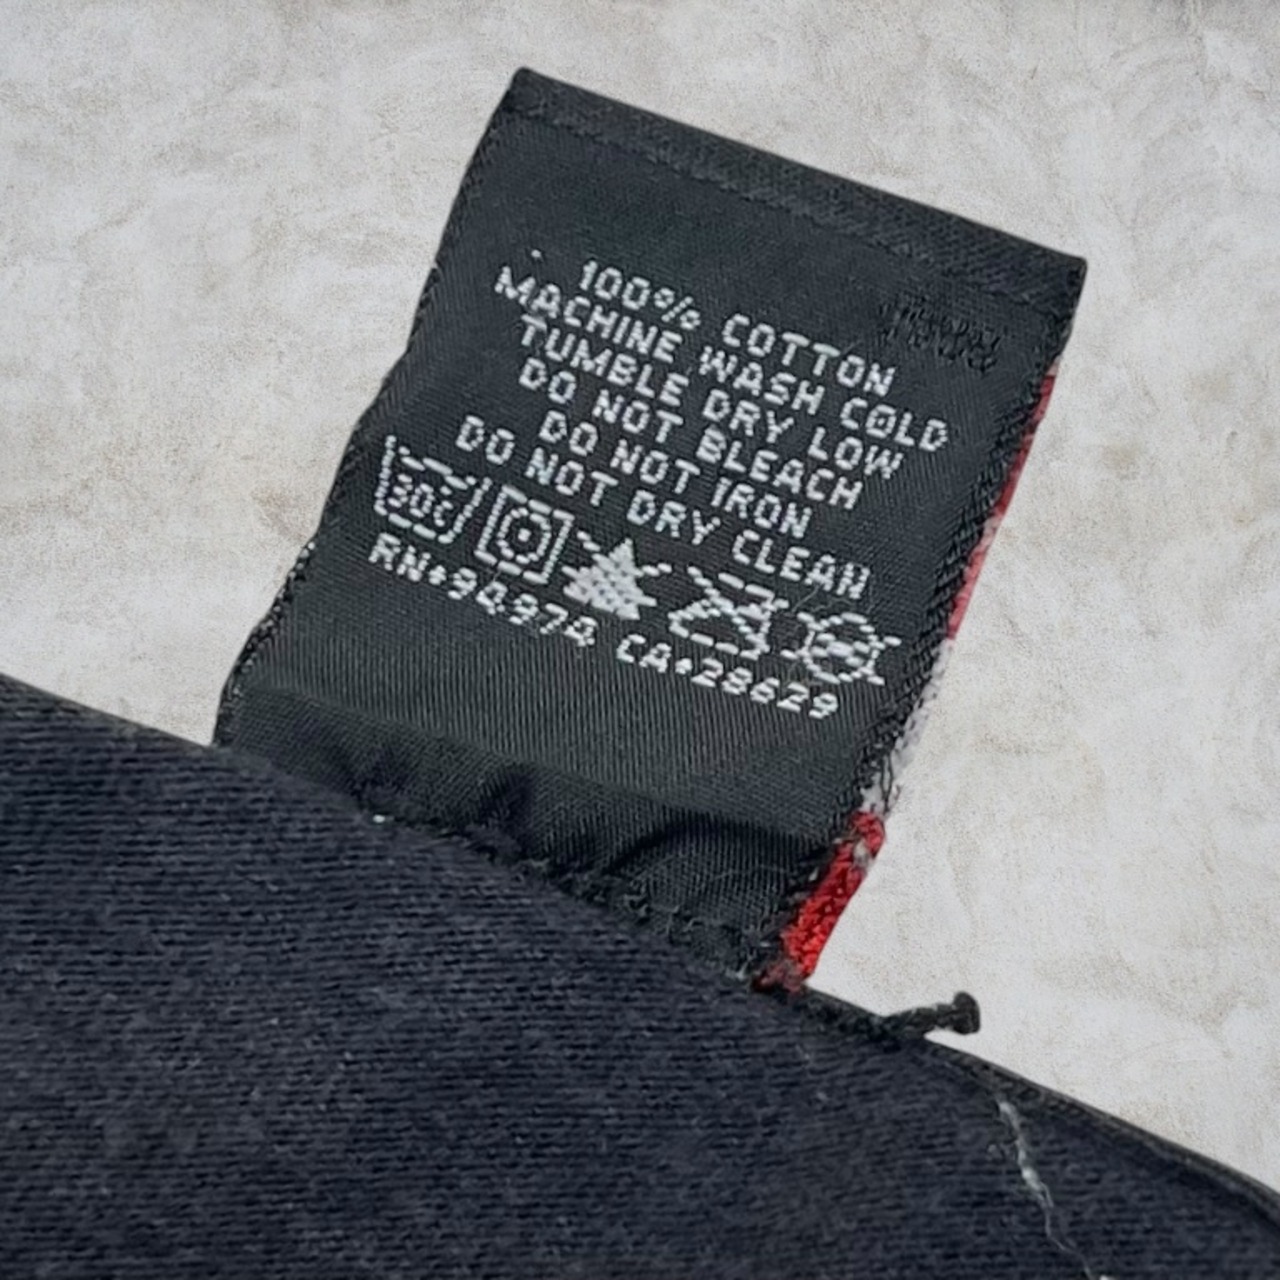 100% COTTON
MACHINE WASH COLD
TUMBLE DRY LOW
DO NOT BLEACH
DO NOT IRON
DO NOT DRY CLEAN
30c
RN•94974 CA•28629